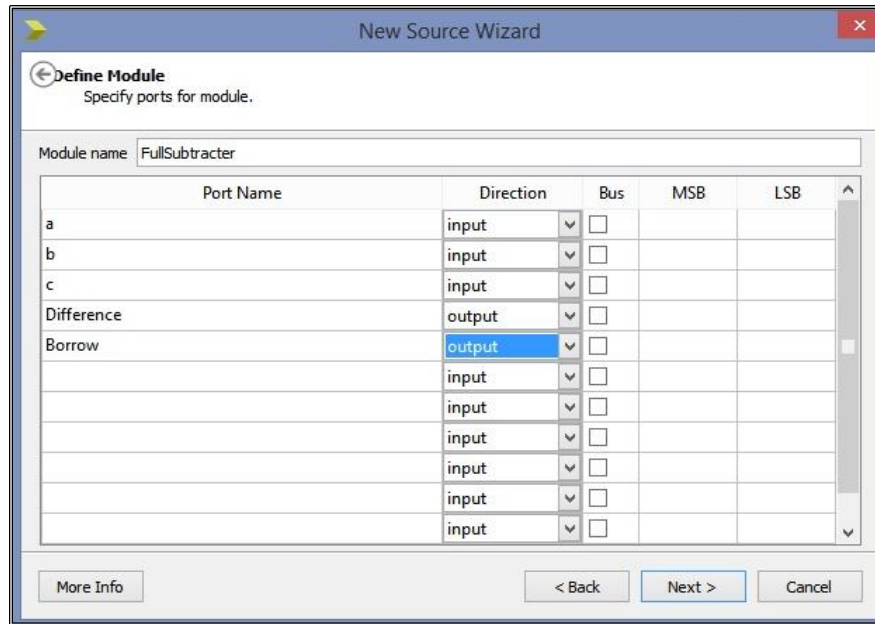 New Source Wizard
Define Module
Specify ports for module.
Module name FullSubtracter
Port Name Direction Bus MSB LSB
a input
b input
c input
Difference output
Borrow output
input
input
input
input
input
input
More Info < Back Next > Cancel